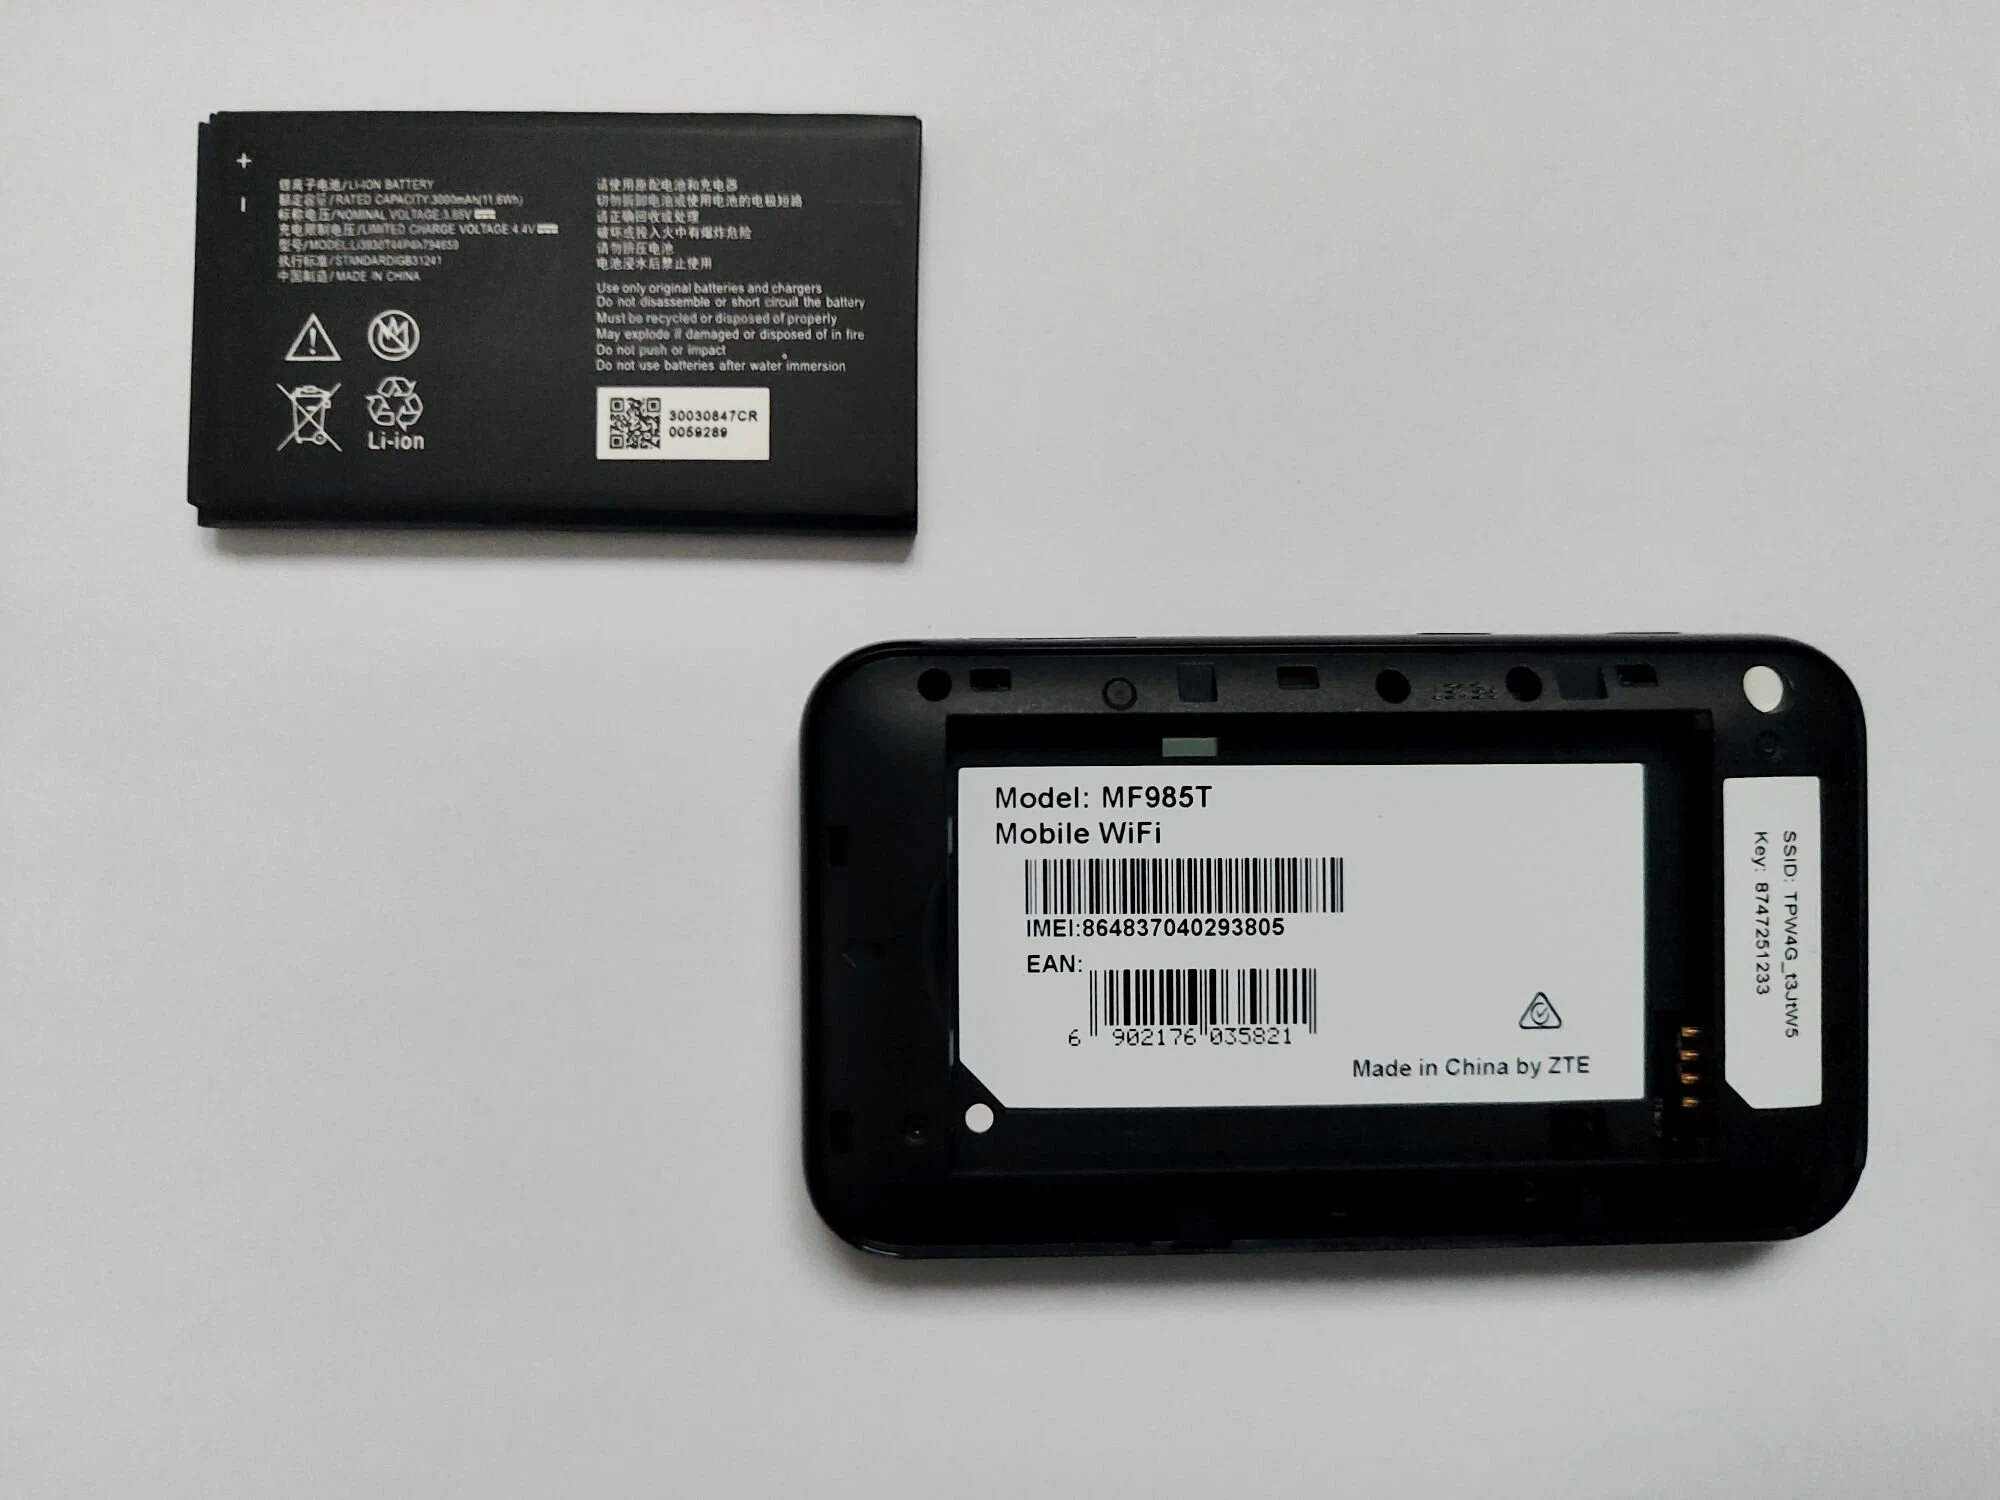 +
-
锂离子电池/LI-ION BATTERY
额定容量/RATED CAPACITY:3000mAh(11.6Wh)
标称电压/NOMINAL VOLTAGE:3.85V
充电限制电压/LIMITED CHARGE VOLTAGE:4.4V
型号/MODEL:Li3930T44P6h794659
执行标准/STANDARD:GB31241
中国制造/MADE IN CHINA
Li-ion
请使用原配电池和充电器
切勿拆卸电池或使用电池的电极短路
请正确回收或处理
破坏或投入火中有爆炸危险
请勿挤压电池
电池浸水后禁止使用
Use only original batteries and chargers
Do not disassemble or short circuit the battery
Must be recycled or disposed of properly
May explode if damaged or disposed of in fire
Do not push or impact
Do not use batteries after water immersion
30030847CR
0059289
Model: MF985T
Mobile WiFi
IMEI:864837040293805
EAN:
6 902176 035821
Made in China by ZTE
SSID: TPW4G_t3JtW5
Key: 8747251233